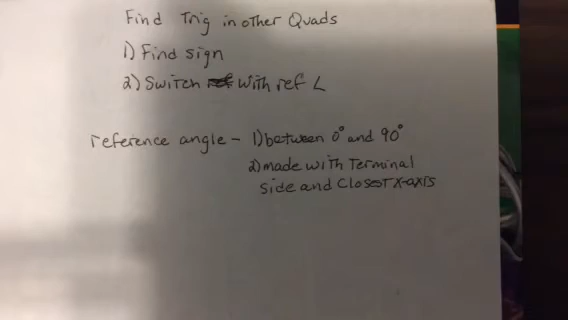 Find Trig in other Quads
1) Find sign
2) Switch with ref ∠
reference angle - 1) between 0° and 90°
2) made with Terminal
side and Closest x-axis